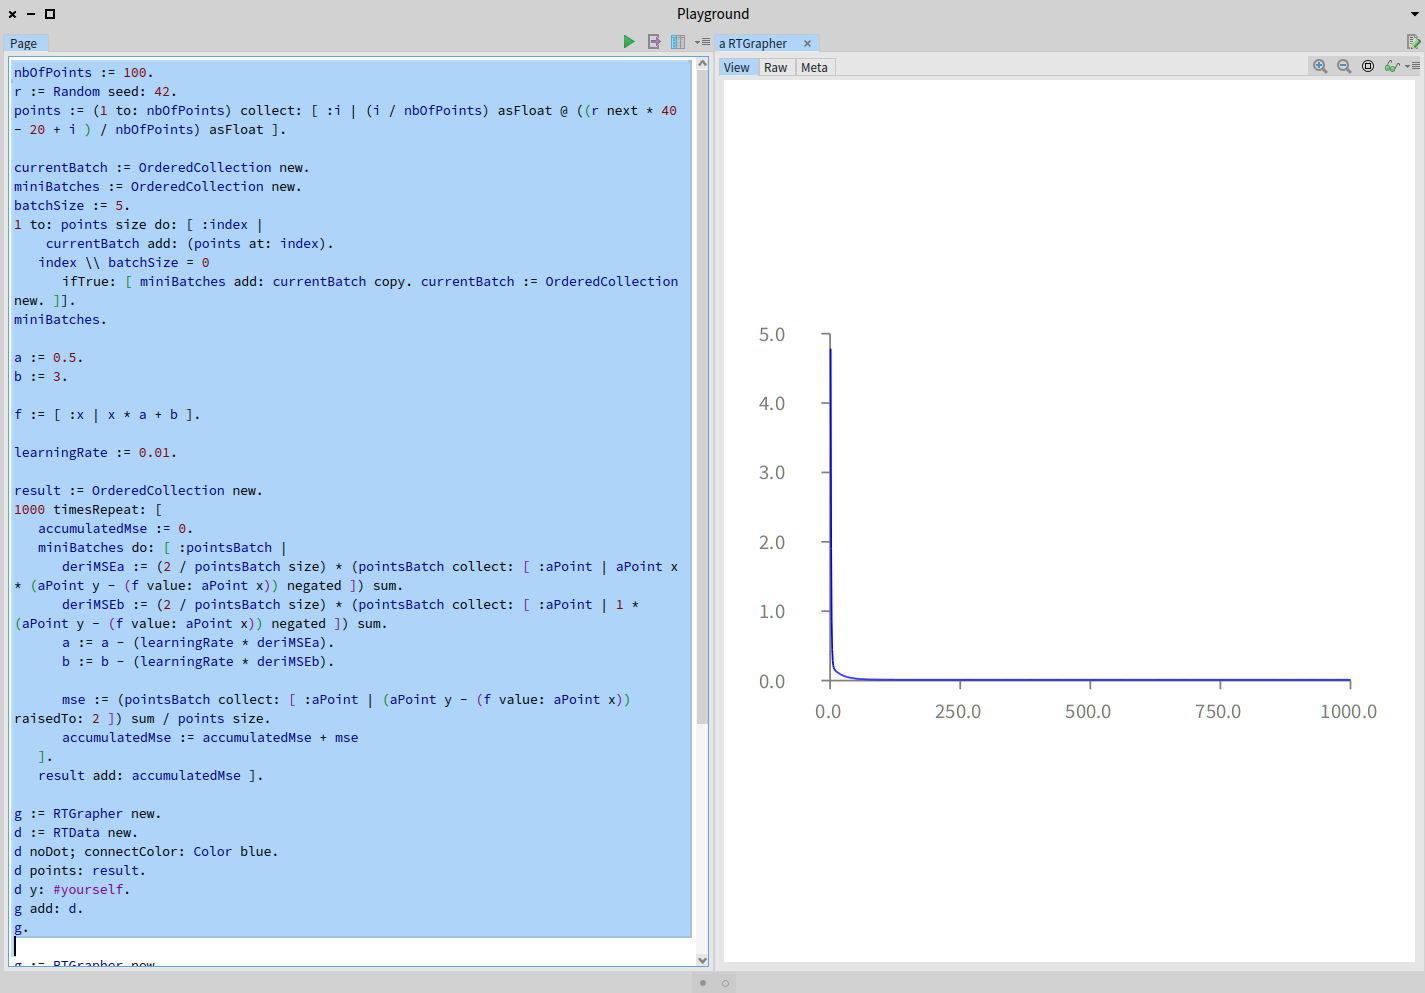 Playground
Page
nbOfPoints := 100.
r := Random seed: 42.
points := (1 to: nbOfPoints) collect: [ :i | (i / nbOfPoints) asFloat @ ((r next * 40
- 20 + i ) / nbOfPoints) asFloat ].
currentBatch := OrderedCollection new.
miniBatches := OrderedCollection new.
batchSize := 5.
1 to: points size do: [ :index |
currentBatch add: (points at: index).
index \\ batchSize = 0
ifTrue: [ miniBatches add: currentBatch copy. currentBatch := OrderedCollection
new. ]].
miniBatches.
a := 0.5.
b := 3.
f := [ :x | x * a + b ].
learningRate := 0.01.
result := OrderedCollection new.
1000 timesRepeat: [
accumulatedMse := 0.
miniBatches do: [ :pointsBatch |
deriMSEa := (2 / pointsBatch size) * (pointsBatch collect: [ :aPoint | aPoint x
* (aPoint y - (f value: aPoint x)) negated ]) sum.
deriMSEb := (2 / pointsBatch size) * (pointsBatch collect: [ :aPoint | 1 *
(aPoint y - (f value: aPoint x)) negated ]) sum.
a := a - (learningRate * deriMSEa).
b := b - (learningRate * deriMSEb).
mse := (pointsBatch collect: [ :aPoint | (aPoint y - (f value: aPoint x))
raisedTo: 2 ]) sum / points size.
accumulatedMse := accumulatedMse + mse
].
result add: accumulatedMse ].
g := RTGrapher new.
d := RTData new.
d noDot; connectColor: Color blue.
d points: result.
d y: #yourself.
g add: d.
g.
g := RTGrapher new.
a RTGrapher
View Raw Meta
5.0
4.0
3.0
2.0
1.0
0.0
0.0 250.0 500.0 750.0 1000.0